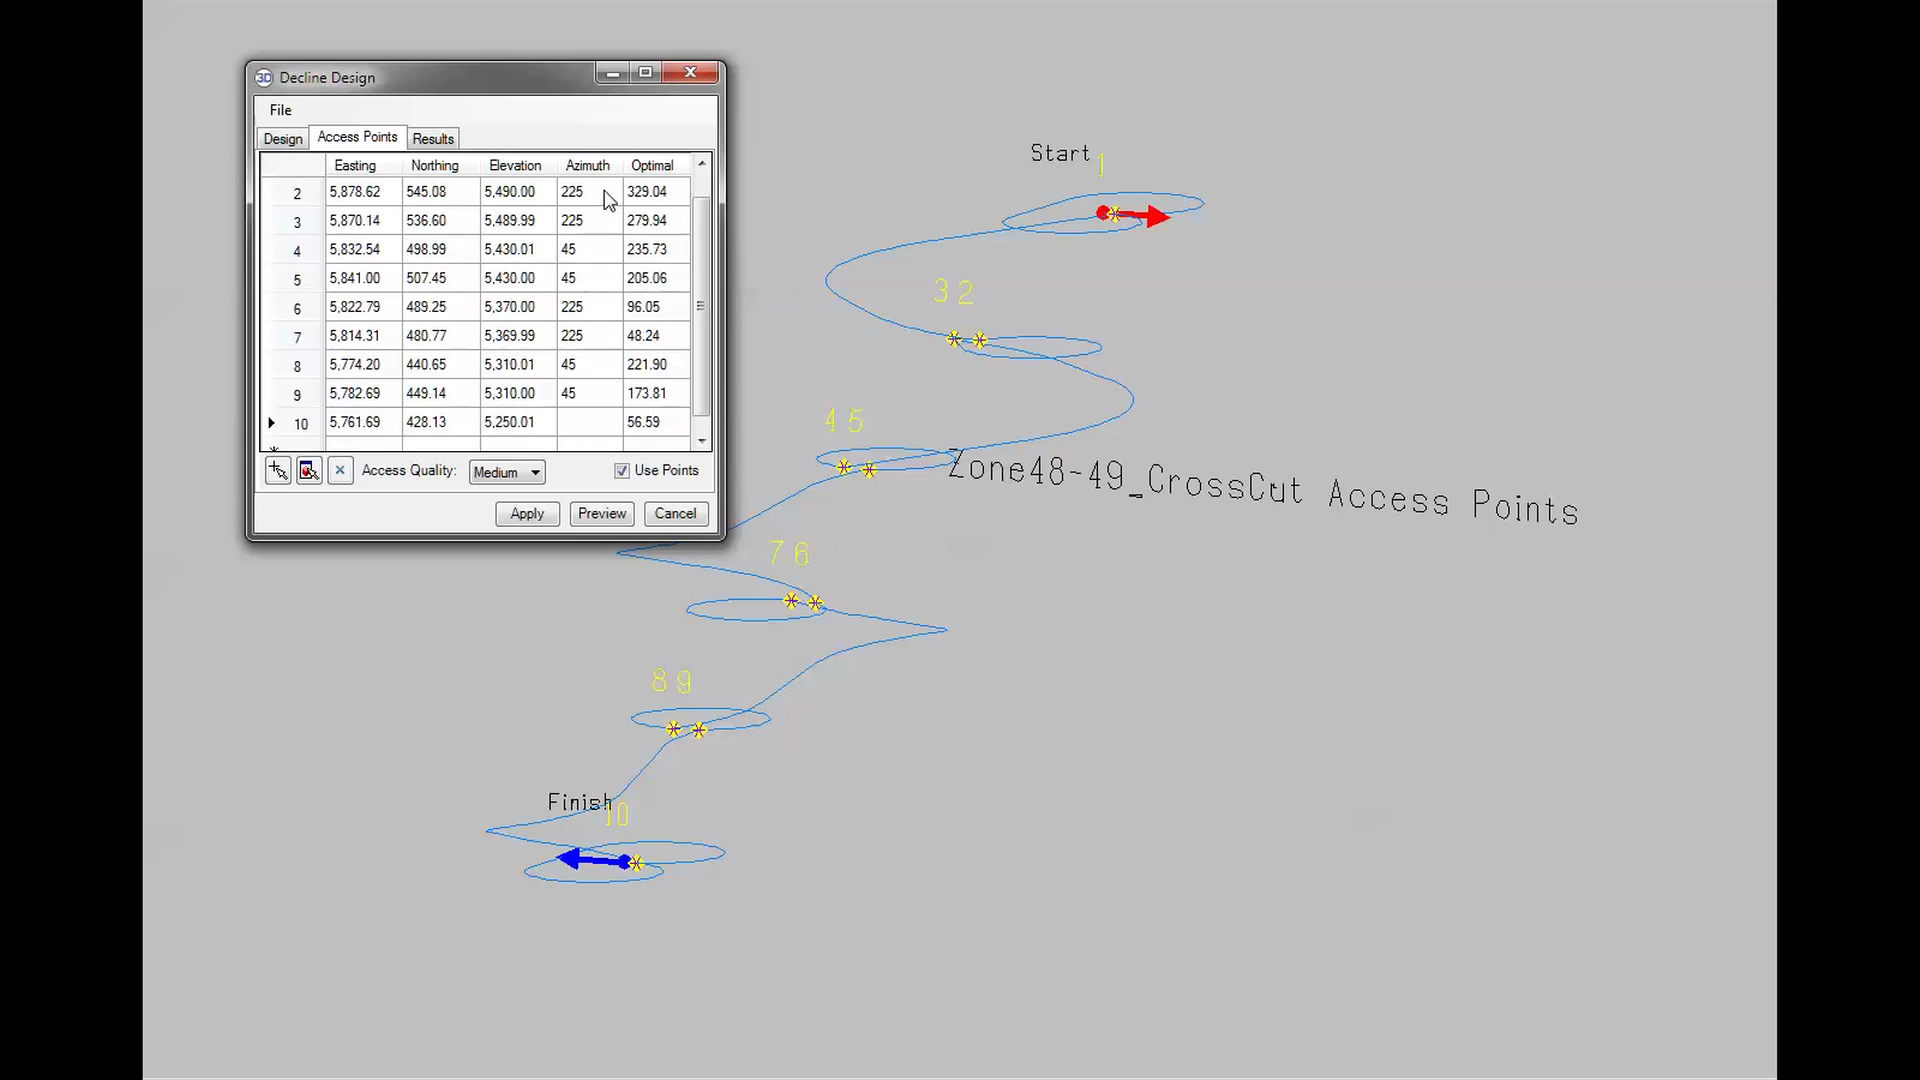 3D Decline Design
File
Design Access Points Results
Easting Northing Elevation Azimuth Optimal
2 5,878.62 545.08 5,490.00 225 329.04
3 5,870.14 536.60 5,489.99 225 279.94
4 5,832.54 498.99 5,430.01 45 235.73
5 5,841.00 507.45 5,430.00 45 205.06
6 5,822.79 489.25 5,370.00 225 96.05
7 5,814.31 480.77 5,369.99 225 48.24
8 5,774.20 440.65 5,310.01 45 221.90
9 5,782.69 449.14 5,310.00 45 173.81
10 5,761.69 428.13 5,250.01 56.59
Access Quality: Medium Use Points
Apply Preview Cancel
Start 1
3 2
4 5
Zone48-49_CrossCut Access Points
7 6
8 9
Finish 10